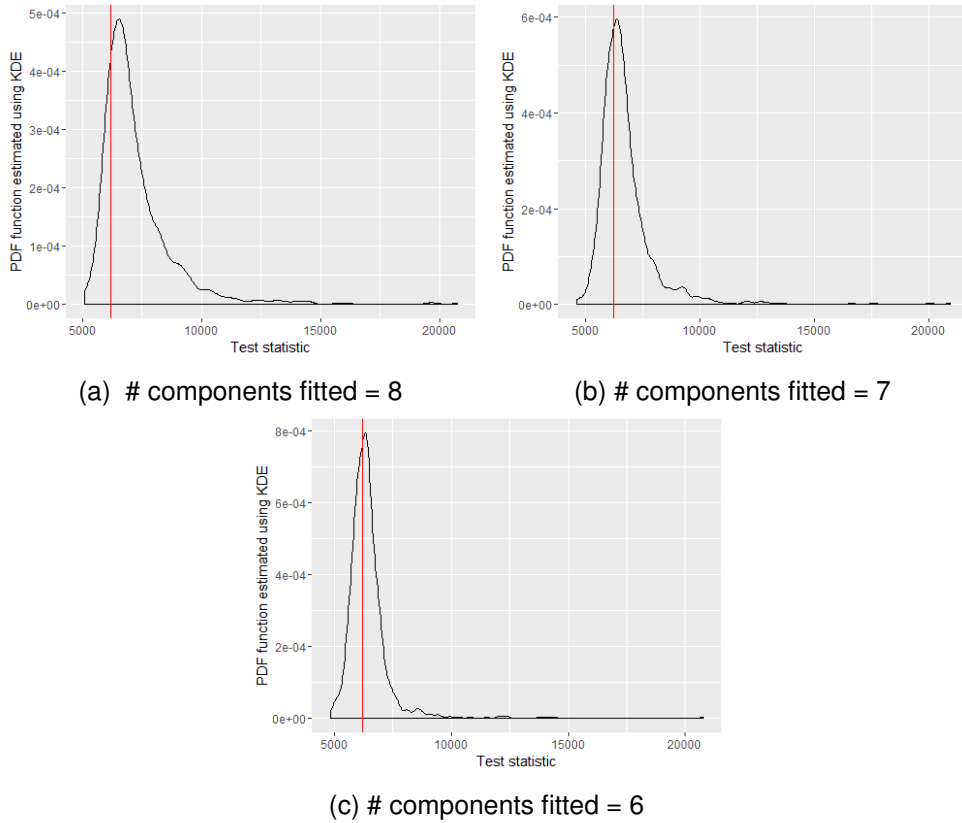 PDF function estimated using KDE
5e-04
4e-04
3e-04
2e-04
1e-04
0e+00
5000 10000 15000 20000
Test statistic
(a) # components fitted = 8
PDF function estimated using KDE
6e-04
4e-04
2e-04
0e+00
5000 10000 15000 20000
Test statistic
(b) # components fitted = 7
PDF function estimated using KDE
8e-04
6e-04
4e-04
2e-04
0e+00
5000 10000 15000 20000
Test statistic
(c) # components fitted = 6